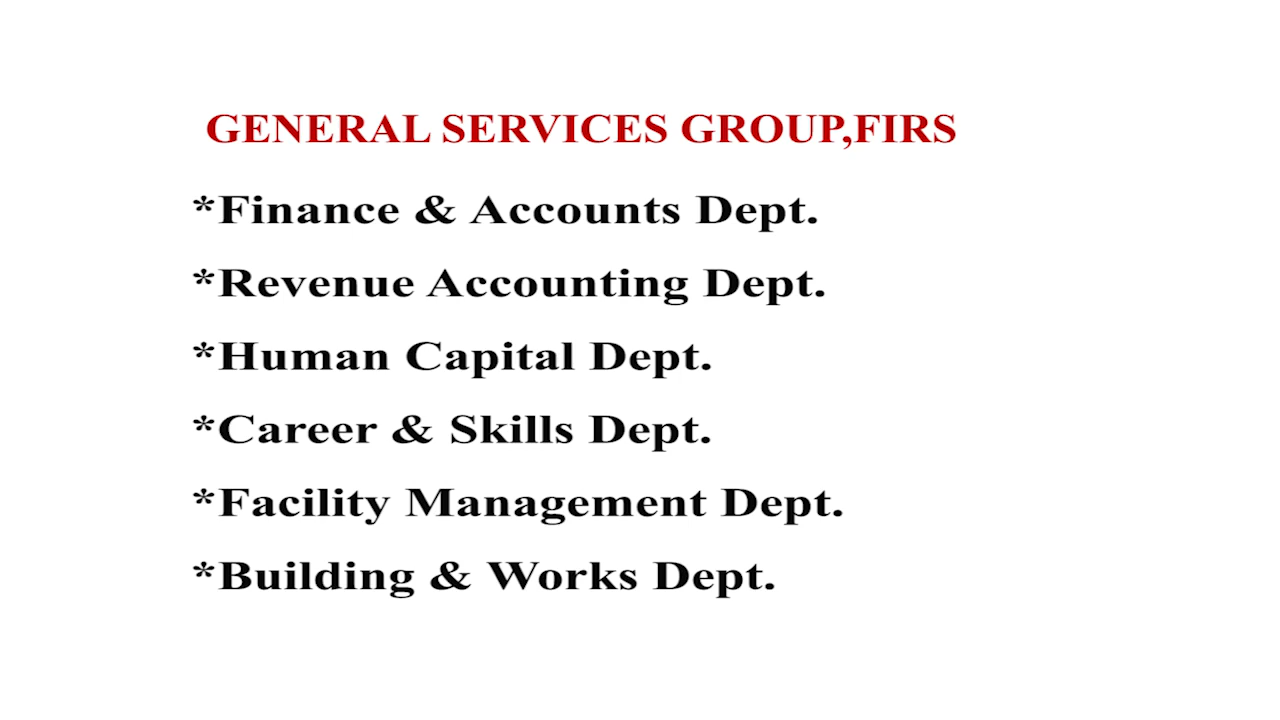 GENERAL SERVICES GROUP,FIRS
*Finance & Accounts Dept.
*Revenue Accounting Dept.
*Human Capital Dept.
*Career & Skills Dept.
*Facility Management Dept.
*Building & Works Dept.